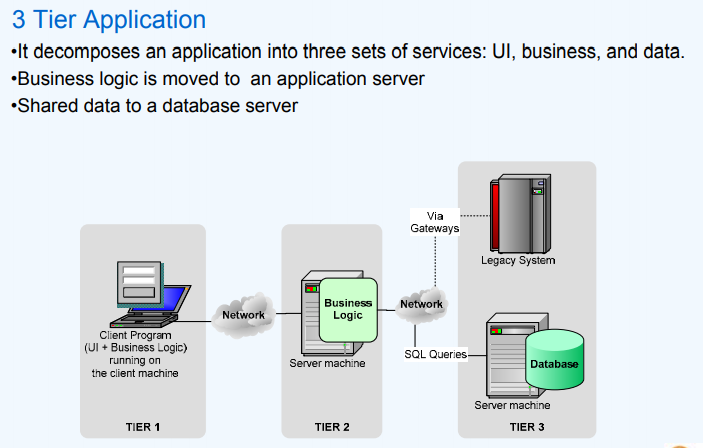 3 Tier Application
•It decomposes an application into three sets of services: UI, business, and data.
•Business logic is moved to  an application server
•Shared data to a database server
Via
Gateways
Legacy System
Network
Business
Logic
Network
Client Program
(UI + Business Logic)
running on
the client machine
Server machine
SQL Queries
Database
Server machine
TIER 1
TIER 2
TIER 3